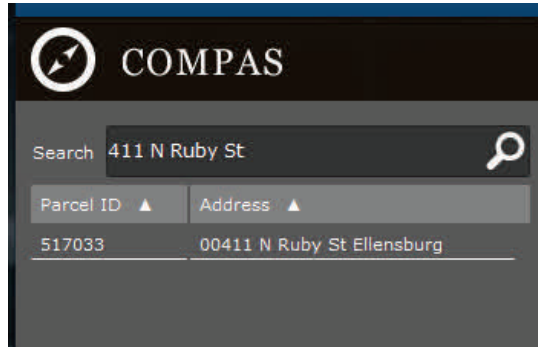 COMPAS
Search 411 N Ruby St
Parcel ID ▲ Address ▲
517033 00411 N Ruby St Ellensburg